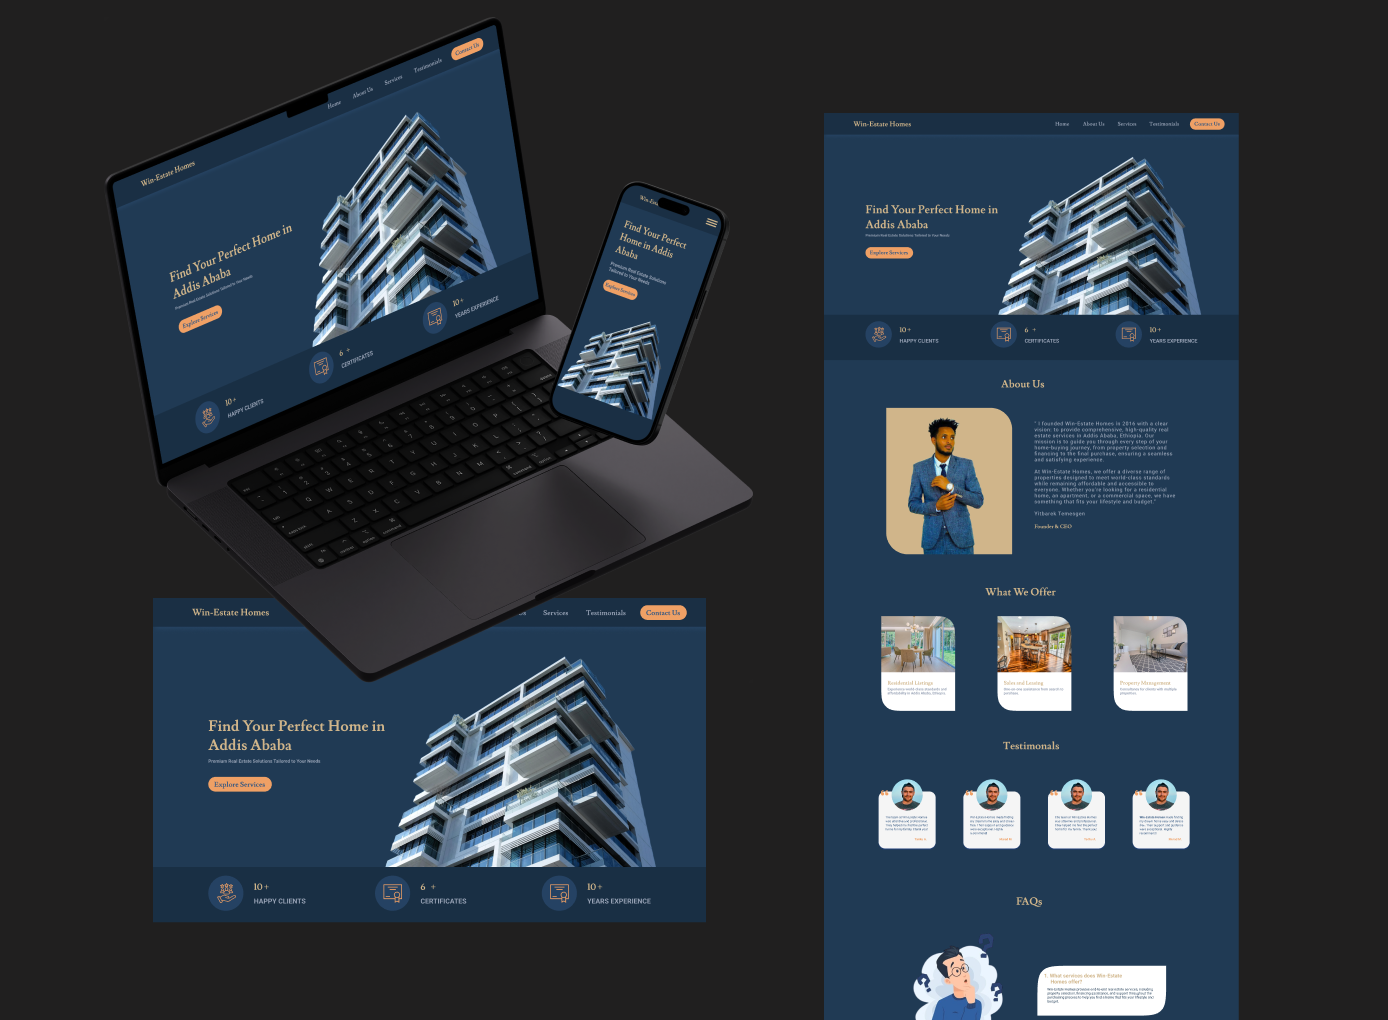 Win-Estate Homes
Home
About Us
Services
Testimonials
Contact Us
Find Your Perfect Home in
Addis Ababa
Premium Real Estate Solutions Tailored to Your Needs
Explore Services
10+
HAPPY CLIENTS
6 +
CERTIFICATES
10+
YEARS EXPERIENCE
Find Your Perfect
Home in Addis
Ababa
Premium Real Estate Solutions
Tailored to Your Needs
Explore Services
Win-Estate Homes
Services
Testimonials
Contact Us
Find Your Perfect Home in
Addis Ababa
Premium Real Estate Solutions Tailored to Your Needs
Explore Services
10+
HAPPY CLIENTS
6 +
CERTIFICATES
10+
YEARS EXPERIENCE
Win-Estate Homes
Home
About Us
Services
Testimonials
Contact Us
Find Your Perfect Home in
Addis Ababa
Premium Real Estate Solutions Tailored to Your Needs
Explore Services
10+
HAPPY CLIENTS
6 +
CERTIFICATES
10+
YEARS EXPERIENCE
About Us
" I founded Win-Estate Homes in 2016 with a clear
vision: to provide comprehensive, high-quality real
estate services in Addis Ababa, Ethiopia. Our
mission is to guide you through every step of your
home-buying journey, from property selection and
financing to the final purchase, ensuring a seamless
and satisfying experience.
At Win-Estate Homes, we offer a diverse range of
properties designed to meet world-class standards
while remaining affordable and accessible to
everyone. Whether you're looking for a residential
home, an apartment, or a commercial space, we have
something that fits your lifestyle and budget."
Yitbarek Temesgen
Founder & CEO
What We Offer
Residential Listings
Sales and Leasing
Property Management
Testimonals
FAQs
1. What services does Win-Estate
Homes offer?